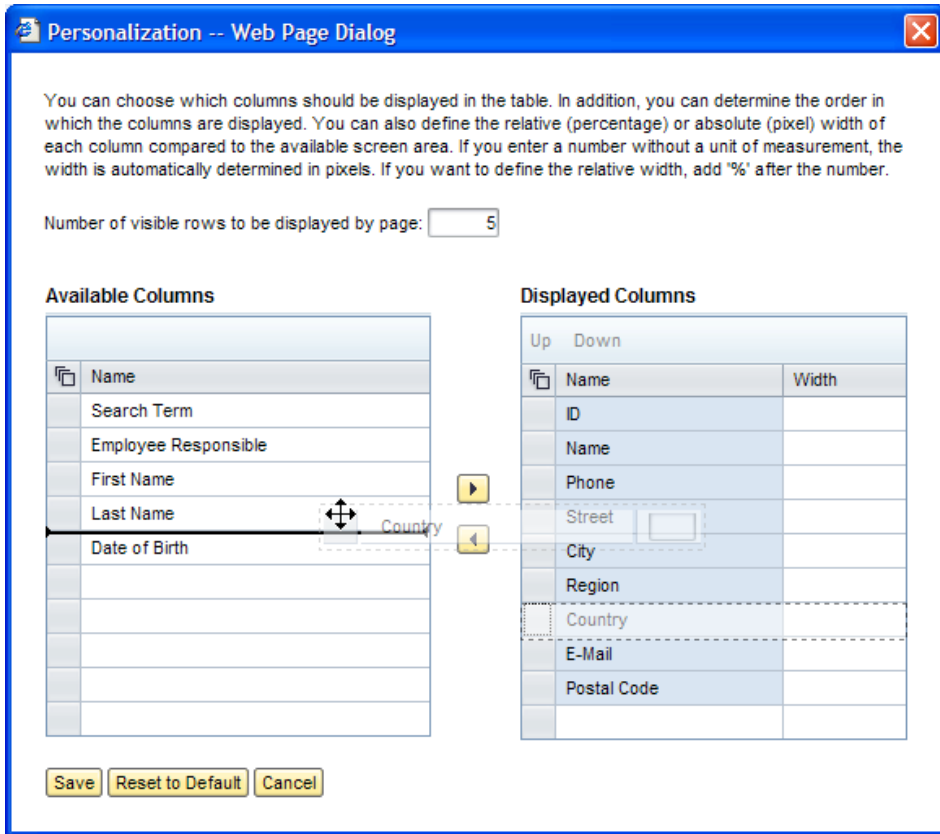 Personalization -- Web Page Dialog
You can choose which columns should be displayed in the table. In addition, you can determine the order in
which the columns are displayed. You can also define the relative (percentage) or absolute (pixel) width of
each column compared to the available screen area. If you enter a number without a unit of measurement, the
width is automatically determined in pixels. If you want to define the relative width, add '%' after the number.
Number of visible rows to be displayed by page: 5
Available Columns
Name
Search Term
Employee Responsible
First Name
Last Name
Date of Birth
Country
Displayed Columns
Up Down
Name Width
ID
Name
Phone
Street
City
Region
Country
E-Mail
Postal Code
Save Reset to Default Cancel